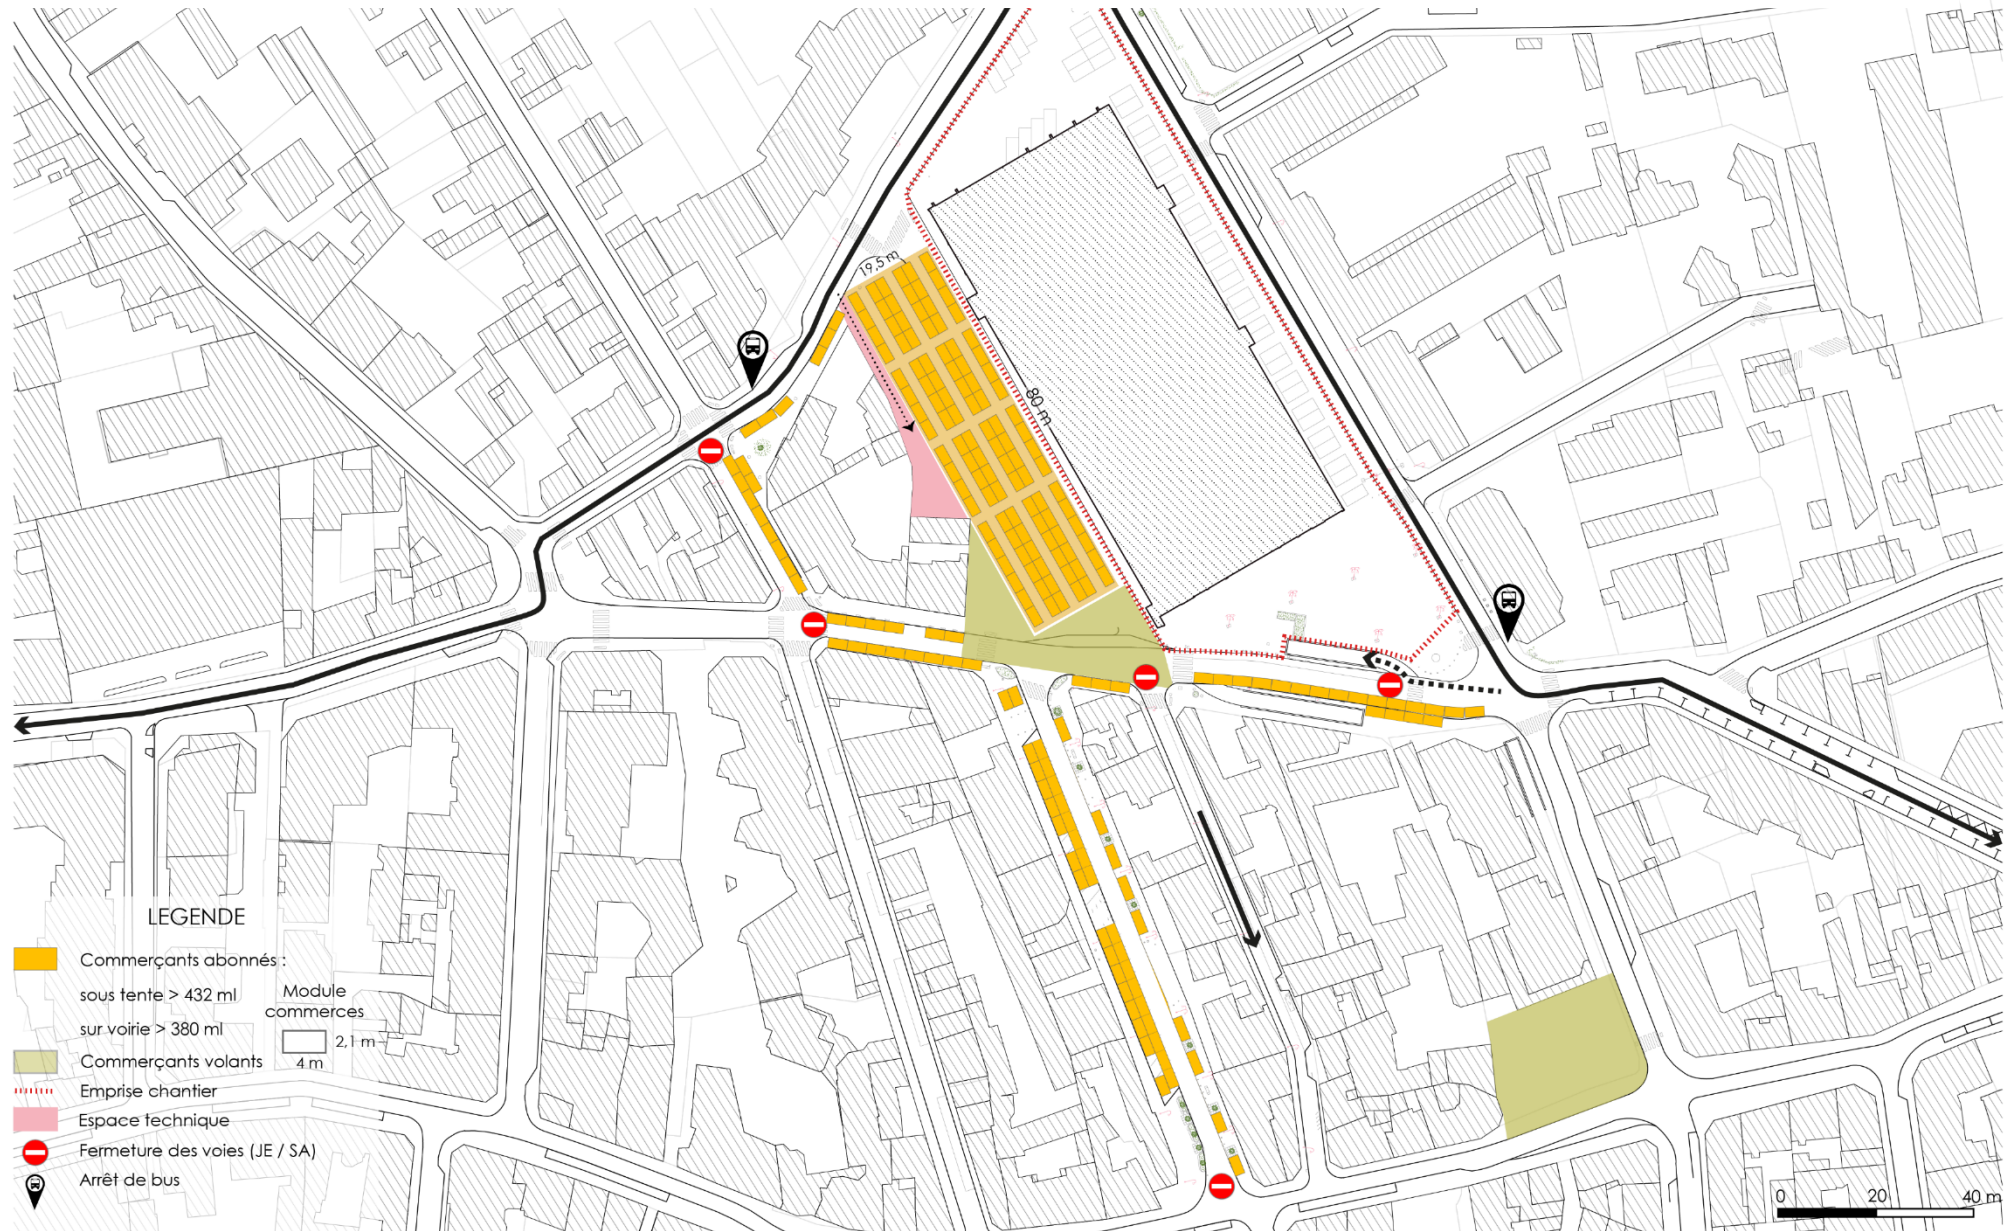 19,5 m
80 m
LEGENDE
Commerçants abonnés :
sous tente > 432 ml
sur voirie > 380 ml
Module
commerces
2,1 m
4 m
Commerçants volants
Emprise chantier
Espace technique
Fermeture des voies (JE / SA)
Arrêt de bus
0 20 40 m